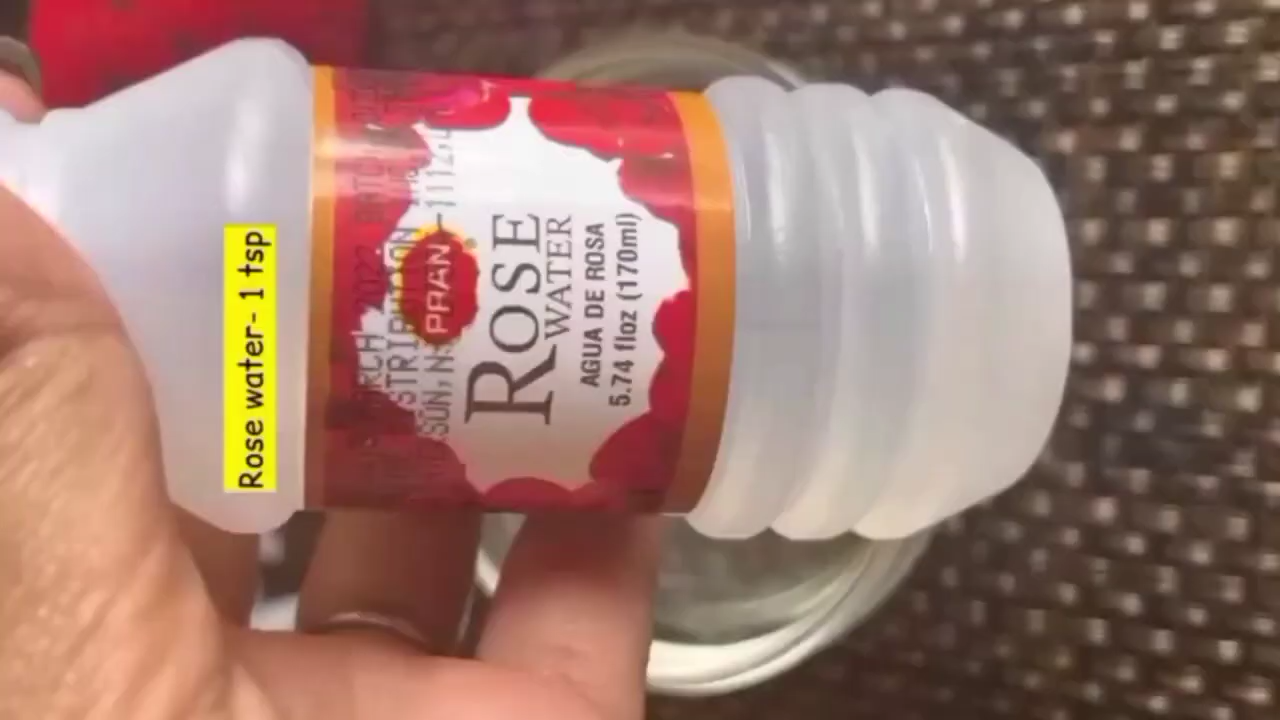 Rose water- 1 tsp
PRAN
ROSE
WATER
AGUA DE ROSA
5.74 floz (170ml)